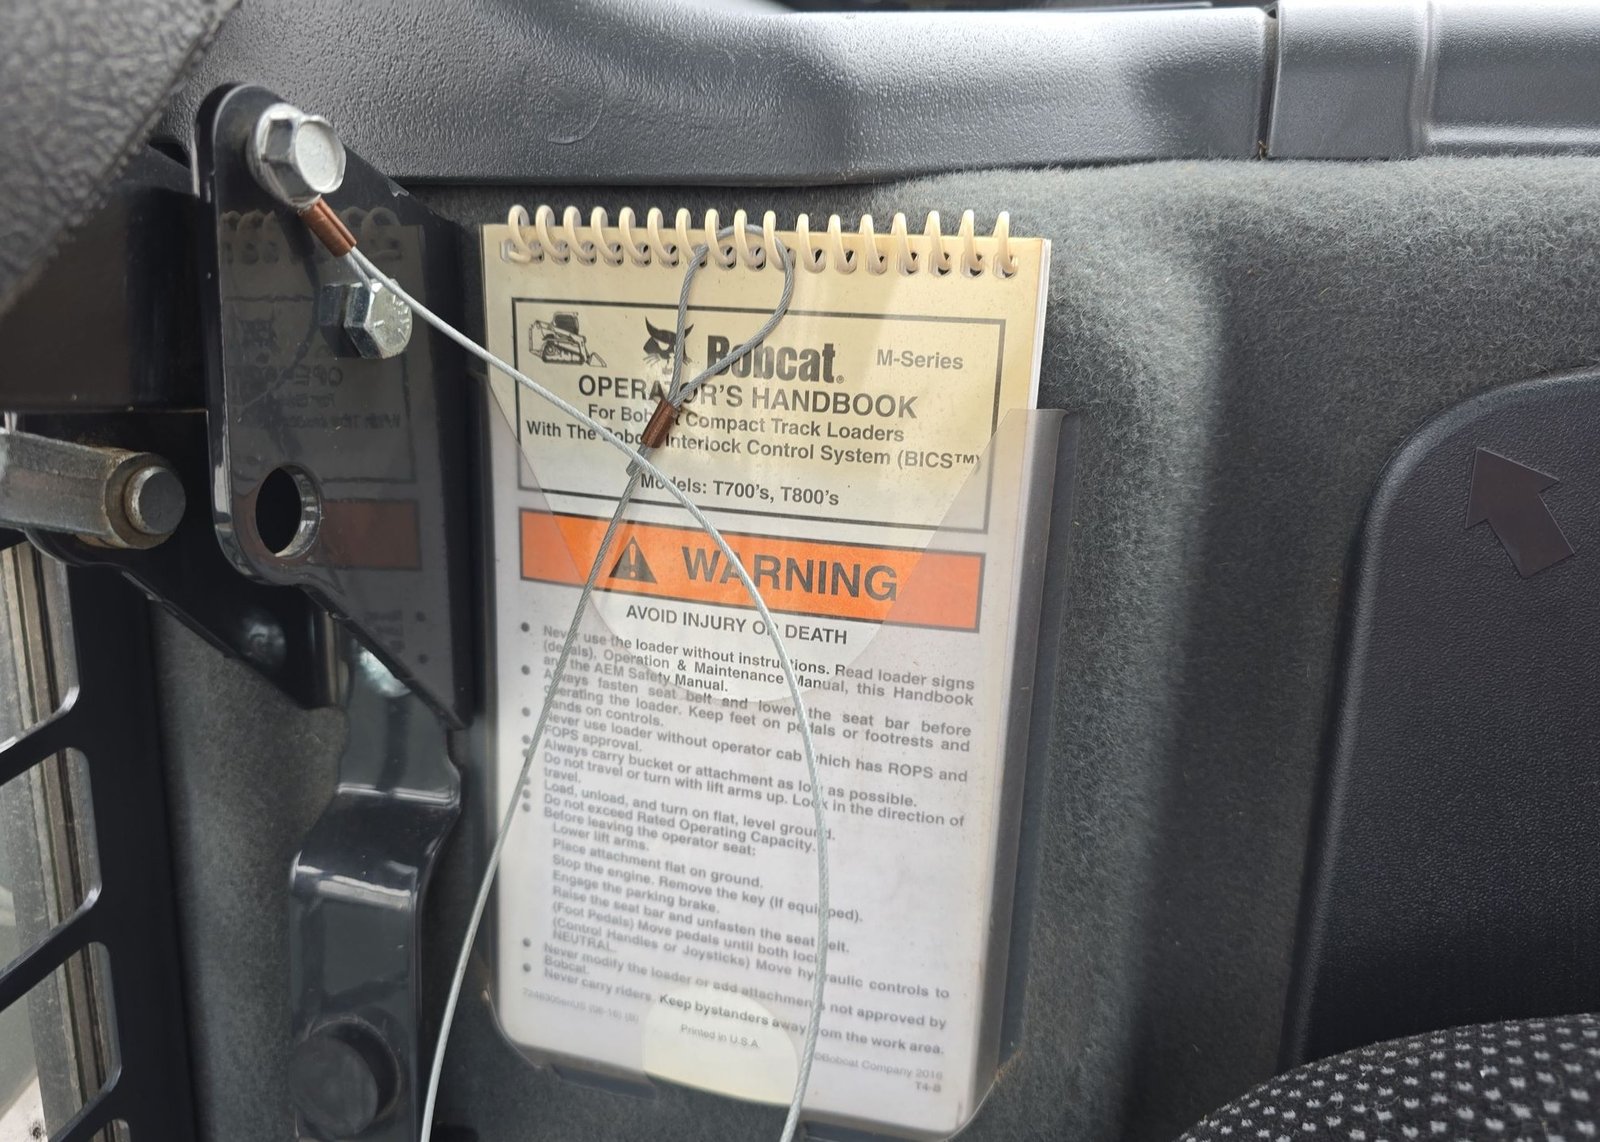 Bobcat® M-Series
OPERATOR'S HANDBOOK
For Bobcat Compact Track Loaders
With The Bobcat Interlock Control System (BICS™)
Models: T700's, T800's
WARNING
AVOID INJURY OR DEATH
• Never use the loader without instructions. Read loader signs
(decals), Operation & Maintenance Manual, this Handbook
and the AEM Safety Manual.
• Always fasten seat belt and lower the seat bar before
operating the loader. Keep feet on pedals or footrests and
hands on controls.
• Never use loader without operator cab which has ROPS and
FOPS approval.
• Always carry bucket or attachment as low as possible.
• Do not travel or turn with lift arms up. Look in the direction of
travel.
• Load, unload, and turn on flat, level ground.
• Do not exceed Rated Operating Capacity.
• Before leaving the operator seat:
Lower lift arms.
Place attachment flat on ground.
Stop the engine. Remove the key (If equipped).
Engage the parking brake.
Raise the seat bar and unfasten the seat belt.
(Foot Pedals) Move pedals until both lock.
(Control Handles or Joysticks) Move hydraulic controls to
NEUTRAL.
• Never modify the loader or add attachments not approved by
Bobcat.
• Never carry riders. Keep bystanders away from the work area.
Printed in U.S.A.
©Bobcat Company 2016
T4-B